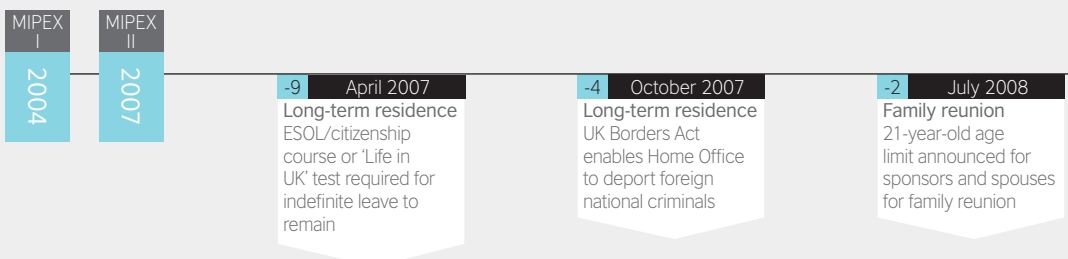 MIPEX
I
2004
MIPEX
II
2007
-9 April 2007
Long-term residence
ESOL/citizenship
course or ‘Life in
UK’ test required for
indefinite leave to
remain
-4 October 2007
Long-term residence
UK Borders Act
enables Home Office
to deport foreign
national criminals
-2 July 2008
Family reunion
21-year-old age
limit announced for
sponsors and spouses
for family reunion